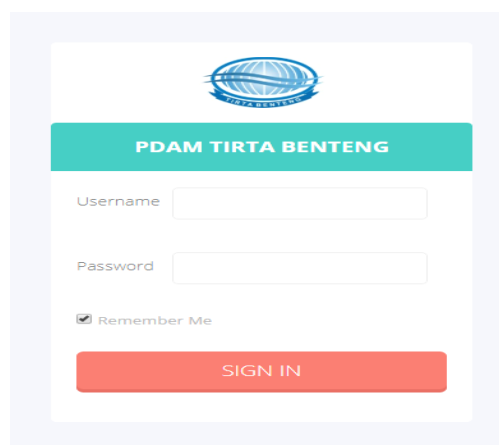 TIRTA BENTENG
PDAM TIRTA BENTENG
Username
Password
Remember Me
SIGN IN